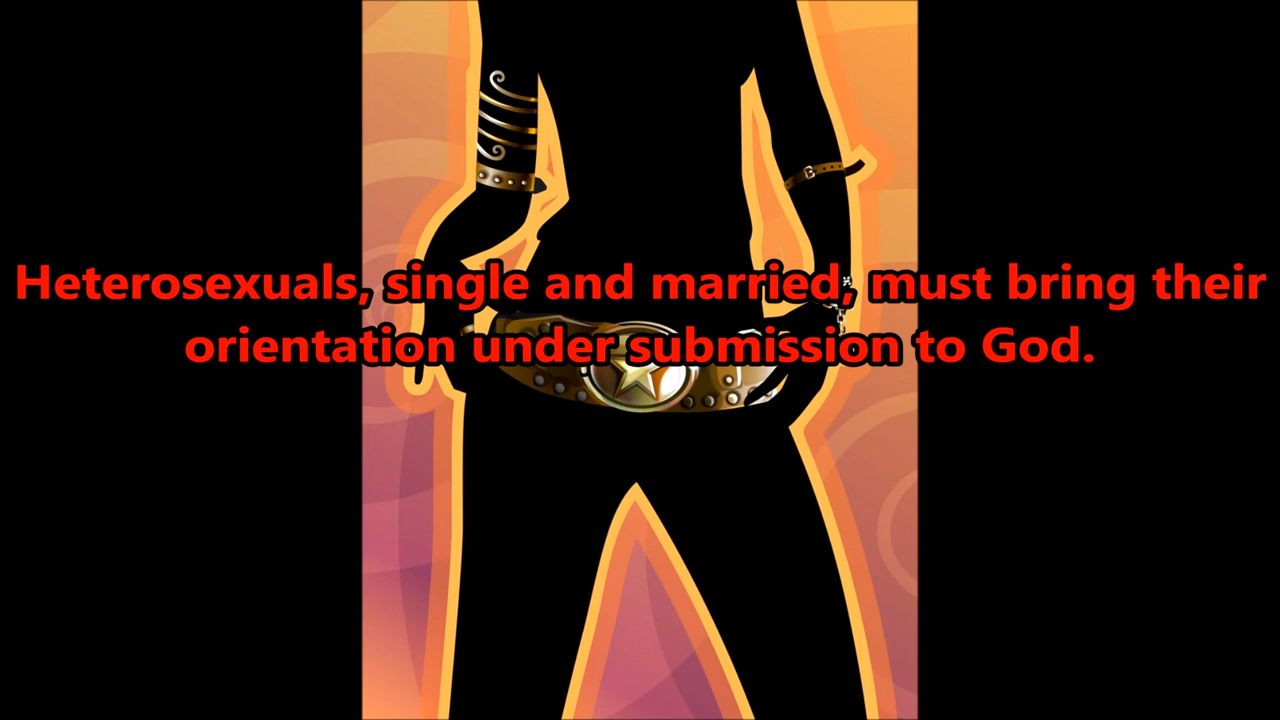 Heterosexuals, single and married, must bring their
orientation under submission to God.